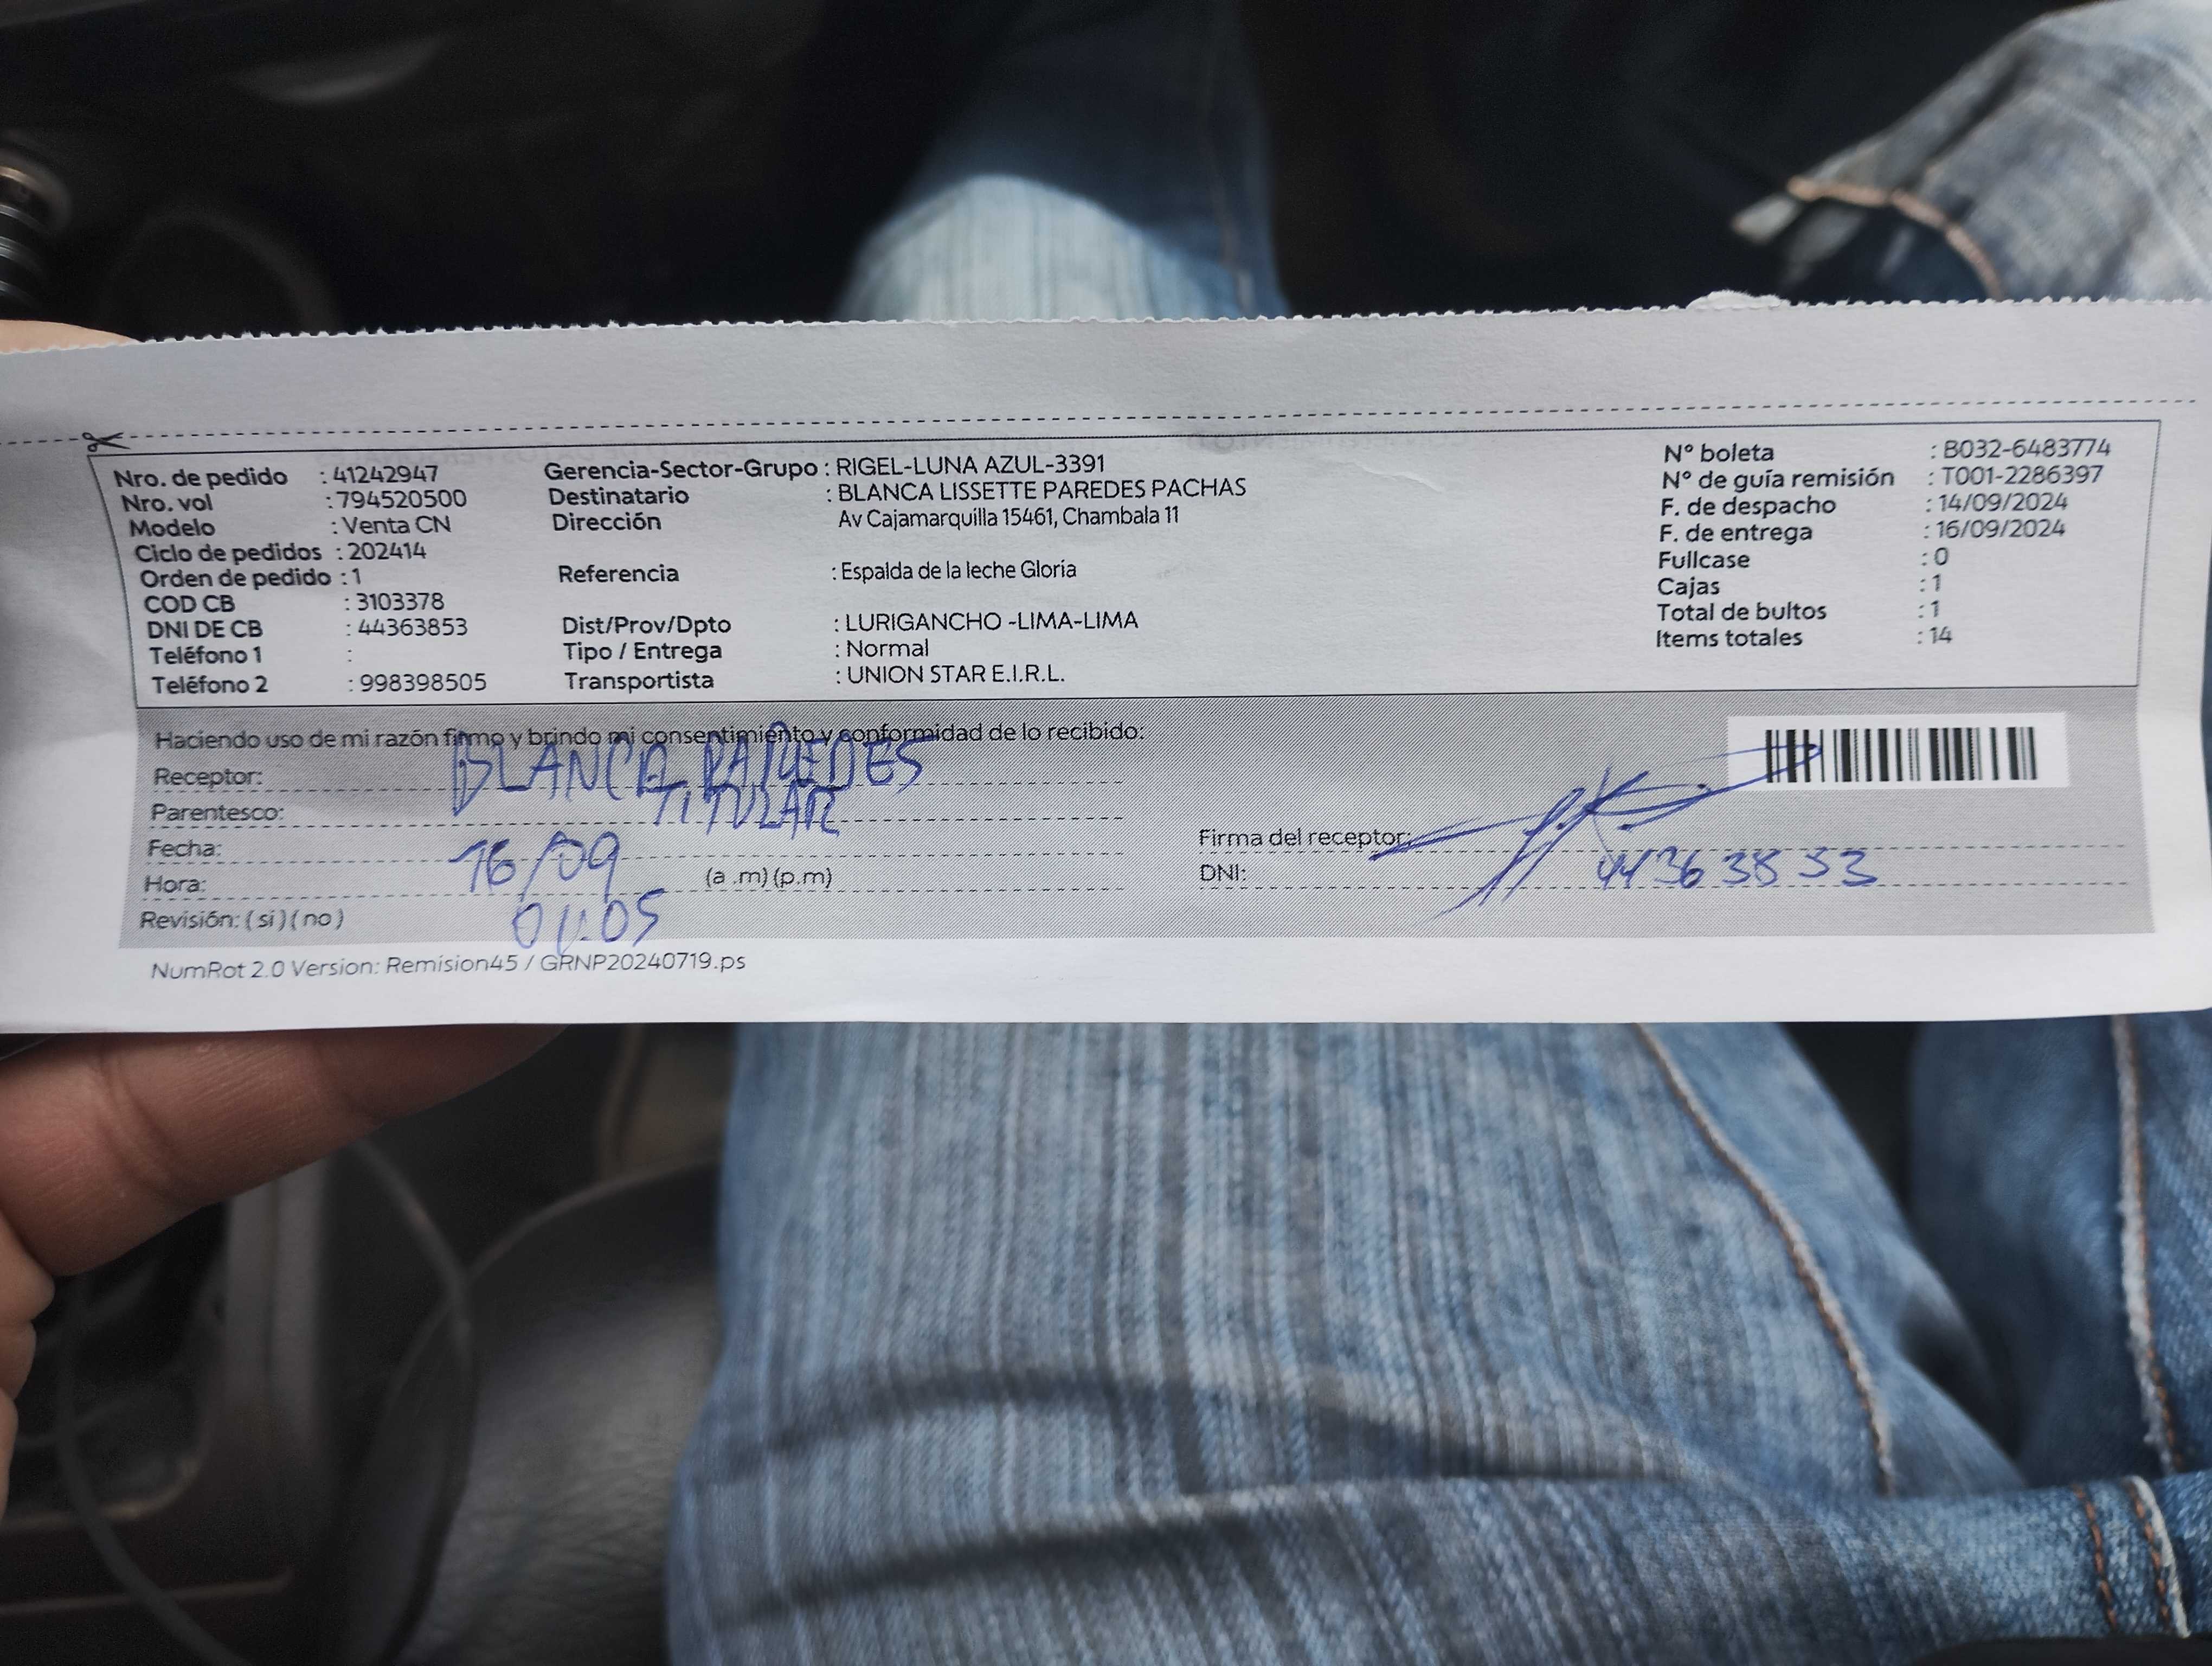 Nro. de pedido : 41242947
Nro. vol : 794520500
Modelo : Venta CN
Ciclo de pedidos : 202414
Orden de pedido : 1
COD CB : 3103378
DNI DE CB : 44363853
Teléfono 1 :
Teléfono 2 : 998398505
Gerencia-Sector-Grupo : RIGEL-LUNA AZUL-3391
Destinatario : BLANCA LISSETTE PAREDES PACHAS
Dirección Av Cajamarquilla 15461, Chambala 11
Referencia : Espalda de la leche Gloria
Dist/Prov/Dpto : LURIGANCHO -LIMA-LIMA
Tipo / Entrega : Normal
Transportista : UNION STAR E.I.R.L.
N° boleta : B032-6483774
N° de guía remisión : T001-2286397
F. de despacho : 14/09/2024
F. de entrega : 16/09/2024
Fullcase : 0
Cajas : 1
Total de bultos : 1
Items totales : 14
Haciendo uso de mi razón firmo y brindo mi consentimiento y conformidad de lo recibido:
Receptor: BLANCA PAREDES
Parentesco: TITULAR
Fecha: 16/09
Hora: (a .m) (p.m)
Revisión: ( si ) ( no )
Firma del receptor:
DNI: 44363853
NumRot 2.0 Version: Remision45 / GRNP20240719.ps